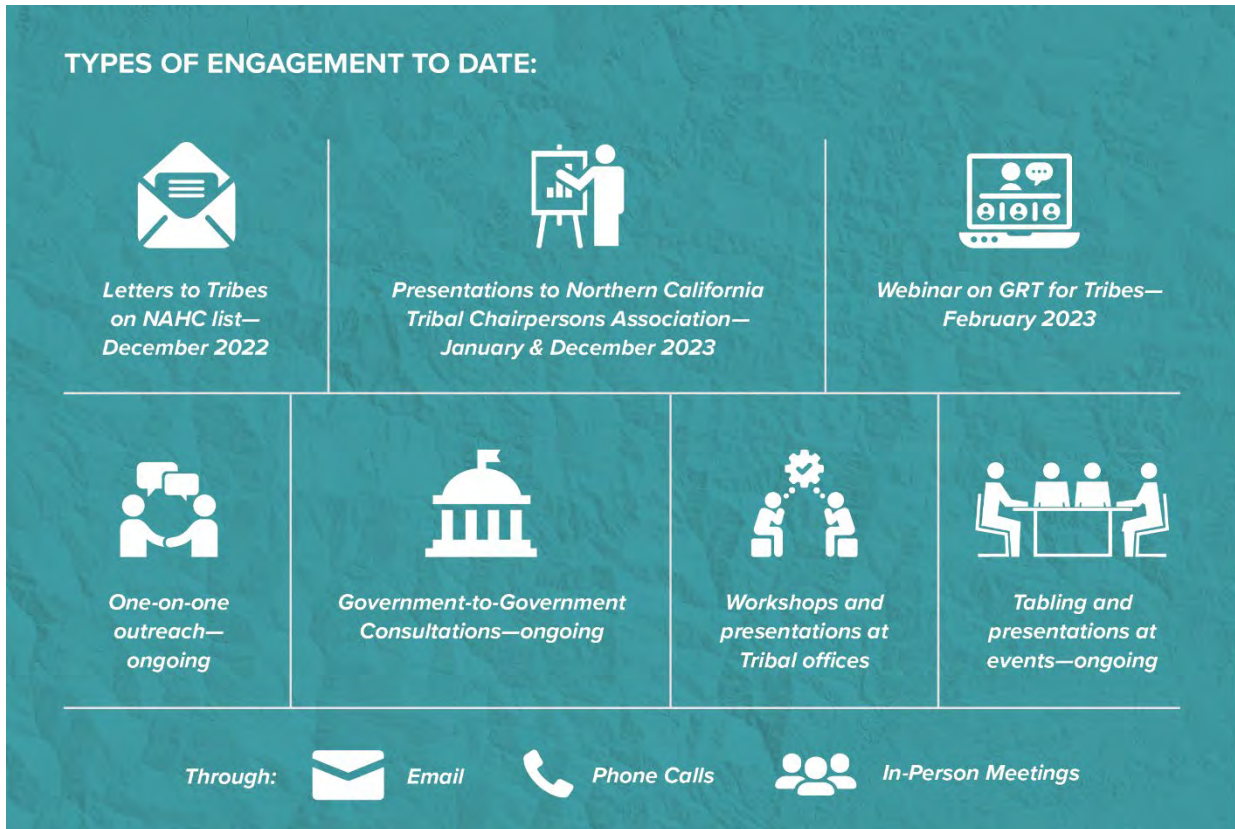 TYPES OF ENGAGEMENT TO DATE:
Letters to Tribes
on NAHC list—
December 2022
Presentations to Northern California
Tribal Chairpersons Association—
January & December 2023
Webinar on GRT for Tribes—
February 2023
One-on-one
outreach—
ongoing
Government-to-Government
Consultations—ongoing
Workshops and
presentations at
Tribal offices
Tabling and
presentations at
events—ongoing
Through:
Email
Phone Calls
In-Person Meetings